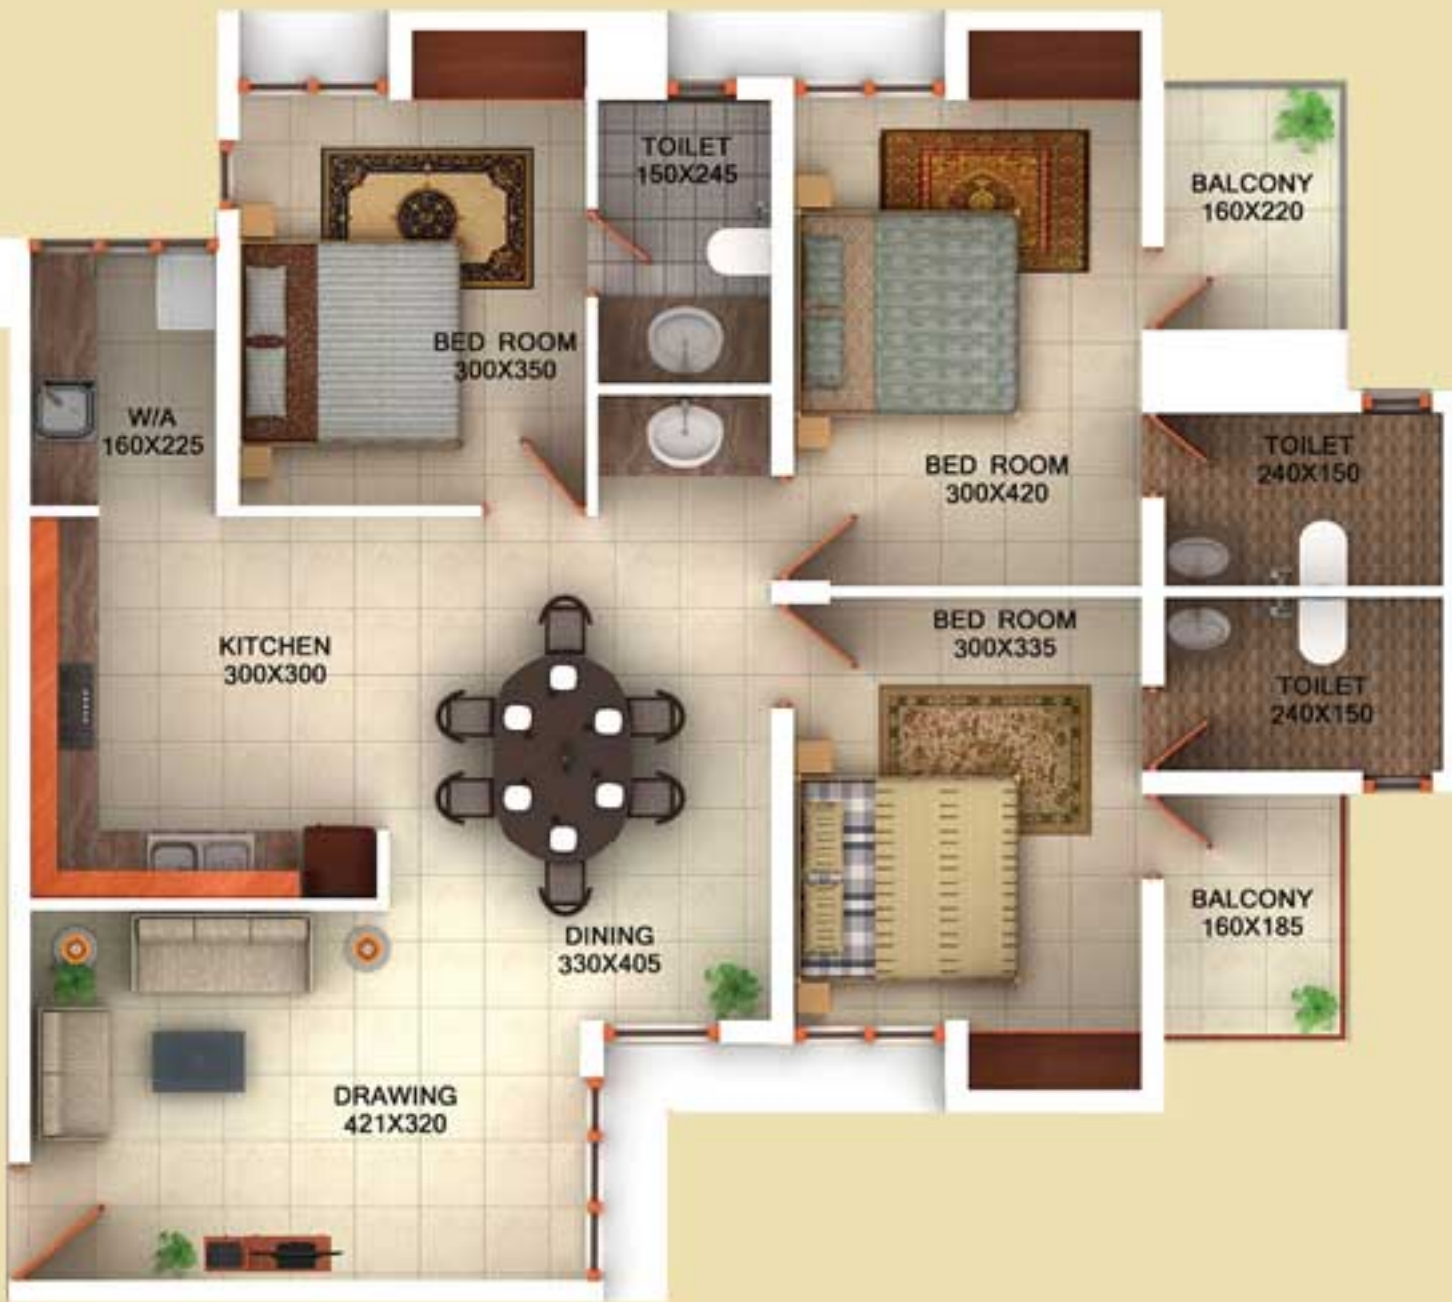 TOILET
150X245
BALCONY
160X220
BED ROOM
300X350
W/A
160X225
BED ROOM
300X420
TOILET
240X150
KITCHEN
300X300
BED ROOM
300X335
TOILET
240X150
DINING
330X405
BALCONY
160X185
DRAWING
421X320